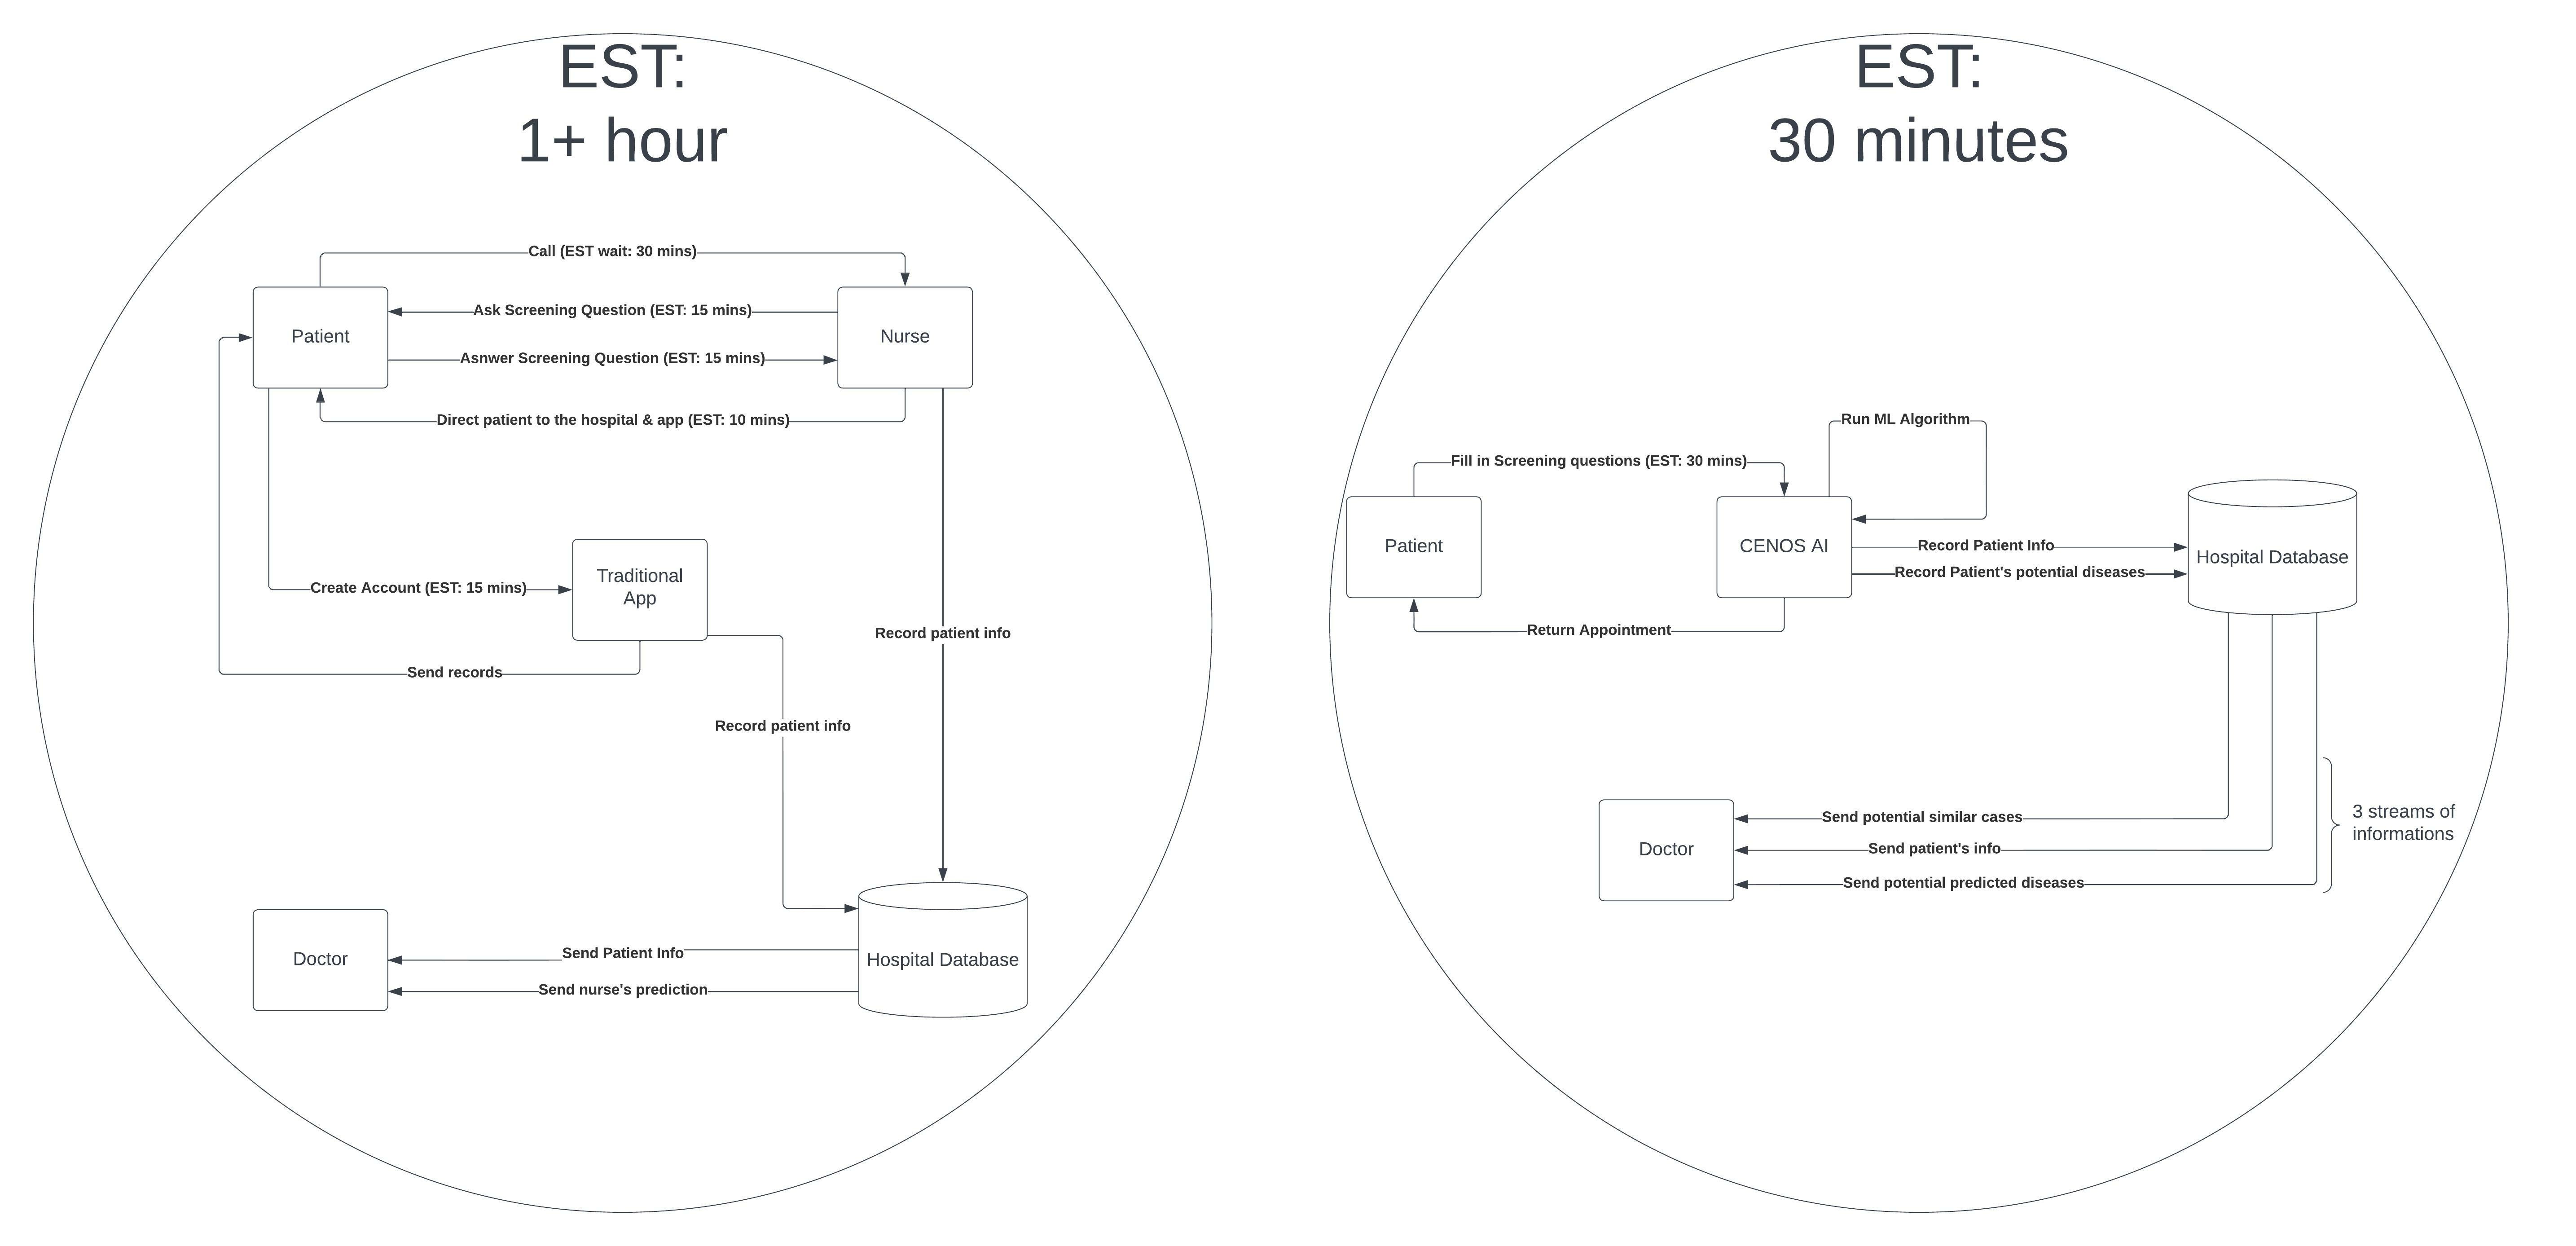 EST:
1+ hour
Call (EST wait: 30 mins)
Patient
Ask Screening Question (EST: 15 mins)
Nurse
Asnwer Screening Question (EST: 15 mins)
Direct patient to the hospital & app (EST: 10 mins)
Traditional
App
Create Account (EST: 15 mins)
Record patient info
Send records
Record patient info
Doctor
Send Patient Info
Hospital Database
Send nurse's prediction
EST:
30 minutes
Run ML Algorithm
Fill in Screening questions (EST: 30 mins)
Patient
CENOS AI
Record Patient Info
Hospital Database
Record Patient's potential diseases
Return Appointment
Send potential similar cases
3 streams of
informations
Doctor
Send patient's info
Send potential predicted diseases